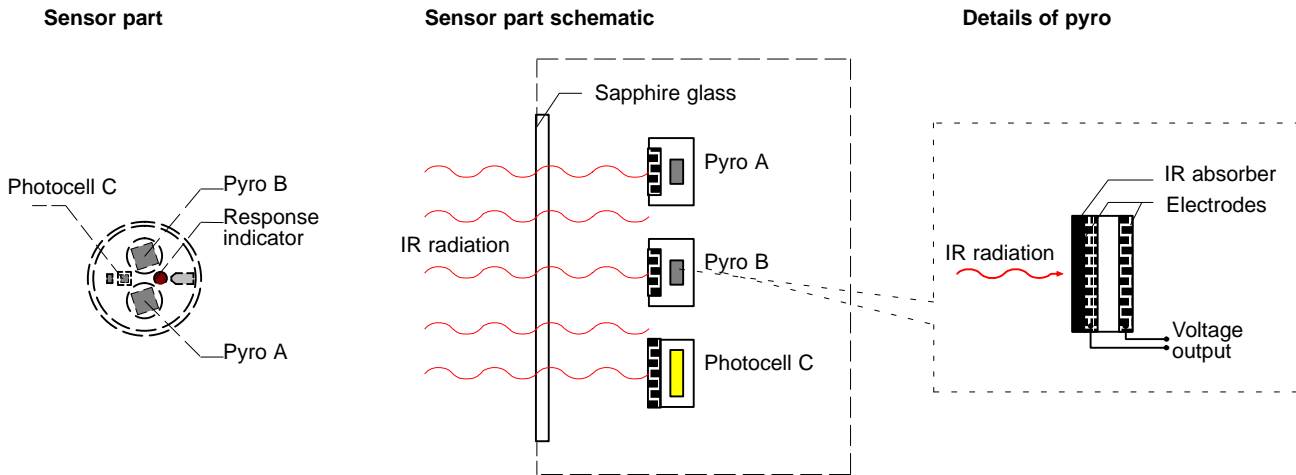 Sensor part
Photocell C
Pyro B
Response
indicator
Pyro A
Sensor part schematic
Sapphire glass
Pyro A
IR radiation
Pyro B
Photocell C
Details of pyro
IR absorber
Electrodes
IR radiation
Voltage
output